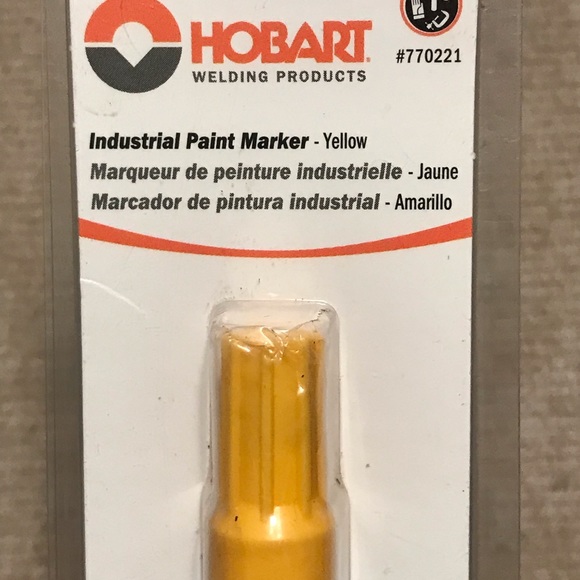 HOBART
WELDING PRODUCTS
#770221
Industrial Paint Marker - Yellow
Marqueur de peinture industrielle - Jaune
Marcador de pintura industrial - Amarillo